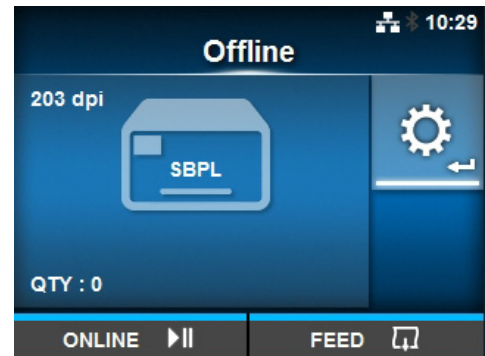 10:29
Offline
203 dpi
SBPL
QTY : 0
ONLINE
FEED